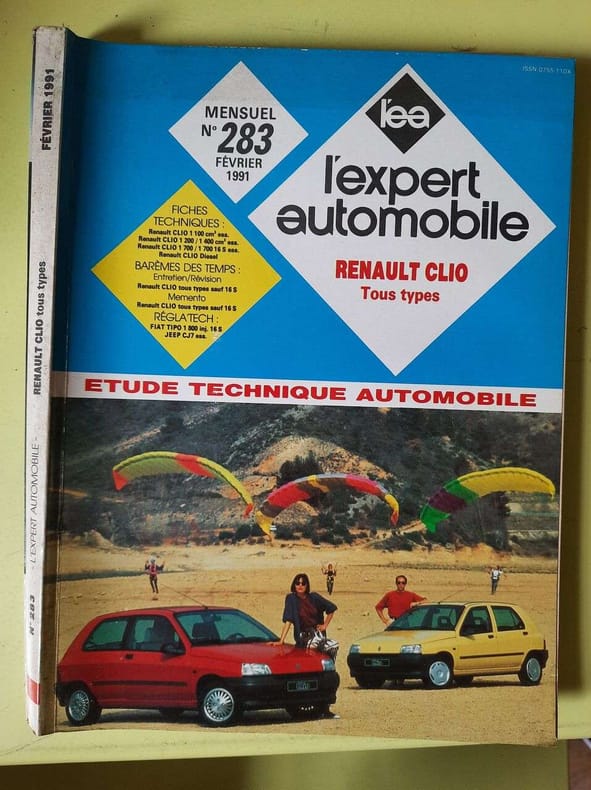 ISSN 0755-110X
MENSUEL
N° 283
FÉVRIER
1991
l'ea
l'expert
automobile
RENAULT CLIO
Tous types
FICHES
TECHNIQUES :
Renault CLIO 1 100 cm³ ess.
Renault CLIO 1 200 / 1 400 cm³ ess.
Renault CLIO 1 700 / 1 700 16 S ess.
Renault CLIO Diesel
BARÊMES DES TEMPS :
Entretien/Révision
Renault CLIO tous types sauf 16 S
Memento
Renault CLIO tous types sauf 16 S
RÉGLATECH :
FIAT TIPO 1 800 inj. 16 S
JEEP CJ7 ess.
ETUDE TECHNIQUE AUTOMOBILE
N° 283 - L'EXPERT AUTOMOBILE - RENAULT CLIO tous types FÉVRIER 1991